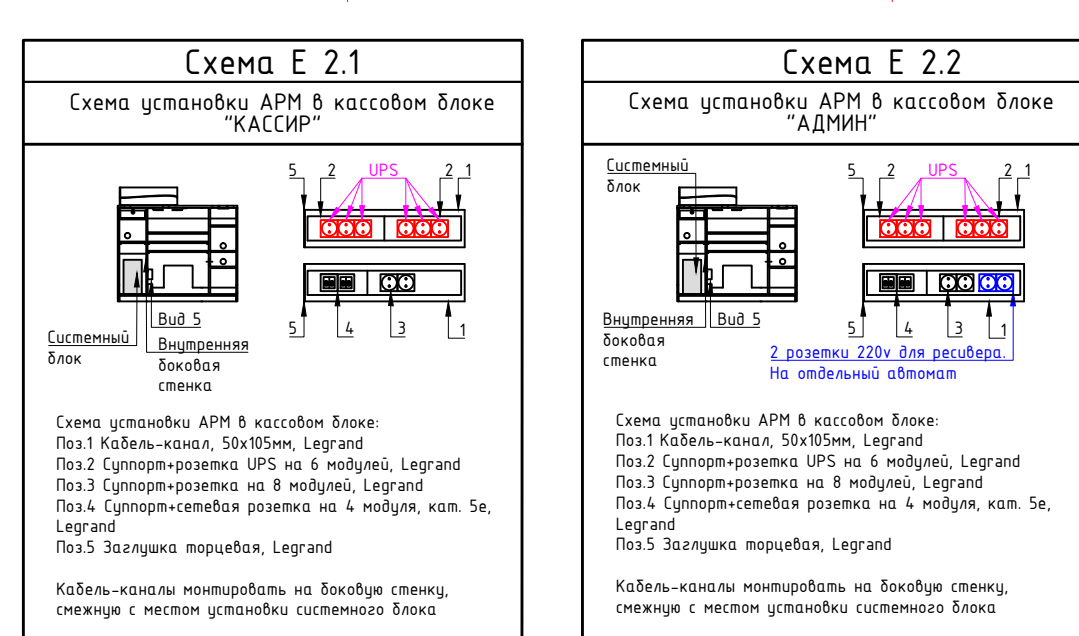 Схема Е 2.1
Схема установки АРМ в кассовом блоке
"КАССИР"
5
2
UPS
2
1
5
4
3
1
Вид 5
Системный
блок
Внутренняя
боковая
стенка
Схема установки АРМ в кассовом блоке:
Поз.1 Кабель-канал, 50х105мм, Legrand
Поз.2 Суппорт+розетка UPS на 6 модулей, Legrand
Поз.3 Суппорт+розетка на 8 модулей, Legrand
Поз.4 Суппорт+сетевая розетка на 4 модуля, кат. 5е,
Legrand
Поз.5 Заглушка торцевая, Legrand
Кабель-каналы монтировать на боковую стенку,
смежную с местом установки системного блока
Схема Е 2.2
Схема установки АРМ в кассовом блоке
"АДМИН"
Системный
блок
5
2
UPS
2
1
5
4
3
1
Внутренняя
боковая
стенка
Вид 5
2 розетки 220v для ресивера.
На отдельный автомат
Схема установки АРМ в кассовом блоке:
Поз.1 Кабель-канал, 50х105мм, Legrand
Поз.2 Суппорт+розетка UPS на 6 модулей, Legrand
Поз.3 Суппорт+розетка на 8 модулей, Legrand
Поз.4 Суппорт+сетевая розетка на 4 модуля, кат. 5е,
Legrand
Поз.5 Заглушка торцевая, Legrand
Кабель-каналы монтировать на боковую стенку,
смежную с местом установки системного блока